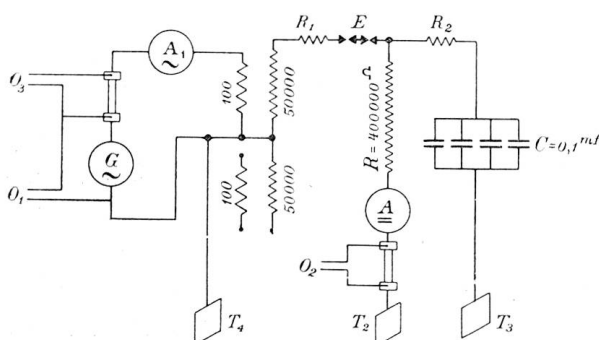 R₁ E R₂
A₁
~
O₃
100
50000
R = 400000 Ω
C = 0,1 mf
G
~
A
O₁
100
50000
O₂
T₄ T₂ T₃